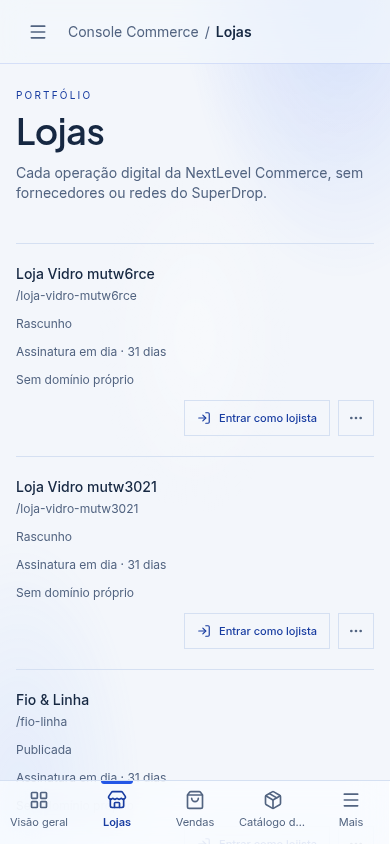 Console Commerce / Lojas
PORTFÓLIO
Lojas
Cada operação digital da NextLevel Commerce, sem
fornecedores ou redes do SuperDrop.
Loja Vidro mutw6rce
/loja-vidro-mutw6rce
Rascunho
Assinatura em dia · 31 dias
Sem domínio próprio
Entrar como lojista
Loja Vidro mutw3021
/loja-vidro-mutw3021
Rascunho
Assinatura em dia · 31 dias
Sem domínio próprio
Entrar como lojista
Fio & Linha
/fio-linha
Publicada
Assinatura em dia · 31 dias
Visão geral
Lojas
Vendas
Catálogo d...
Mais